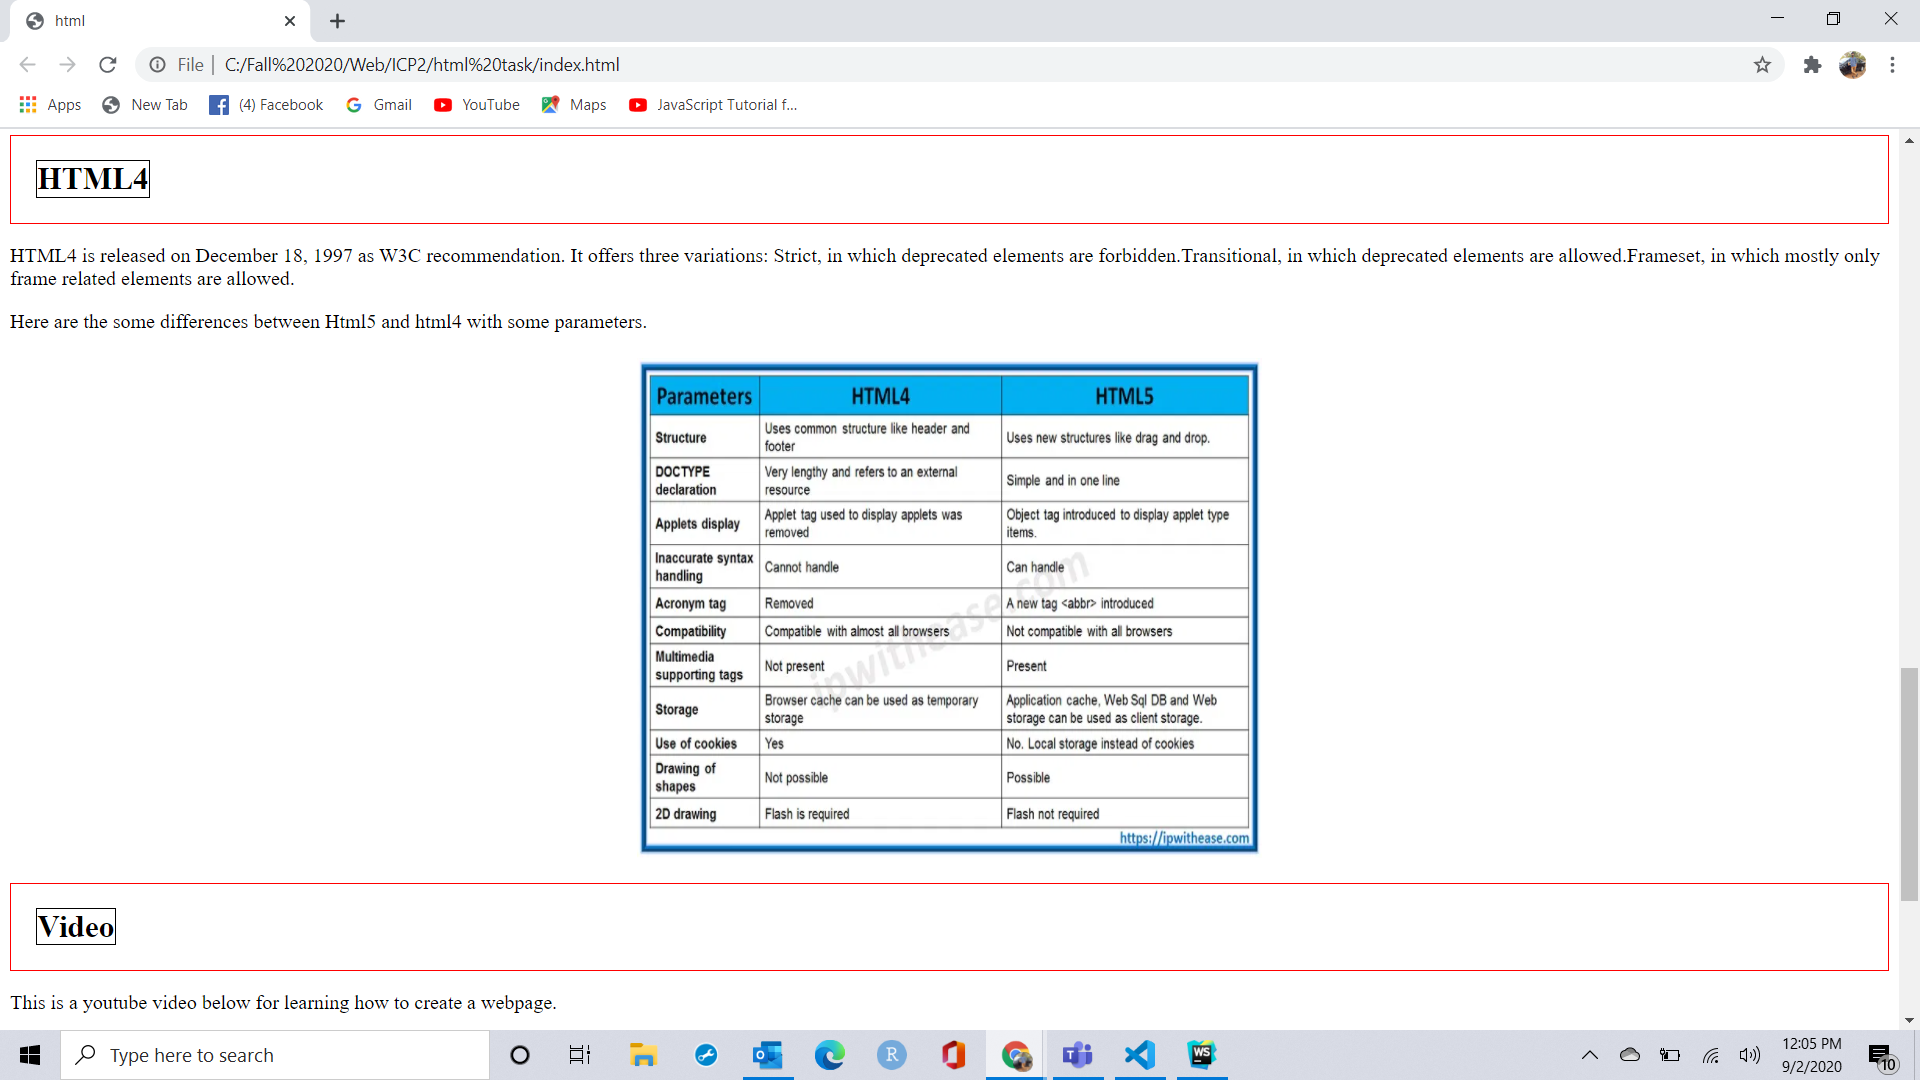 html
File | C:/Fall%202020/Web/ICP2/html%20task/index.html
Apps New Tab (4) Facebook Gmail YouTube Maps JavaScript Tutorial f...
HTML4
HTML4 is released on December 18, 1997 as W3C recommendation. It offers three variations: Strict, in which deprecated elements are forbidden.Transitional, in which deprecated elements are allowed.Frameset, in which mostly only
frame related elements are allowed.
Here are the some differences between Html5 and html4 with some parameters.
Parameters HTML4 HTML5
Structure
Uses common structure like header and
footer
Uses new structures like drag and drop.
DOCTYPE
declaration
Very lengthy and refers to an external
resource
Simple and in one line
Applets display
Applet tag used to display applets was
removed
Object tag introduced to display applet type
items.
Inaccurate syntax
handling
Cannot handle
Can handle
Acronym tag
Removed
A new tag <abbr> introduced
Compatibility
Compatible with almost all browsers
Not compatible with all browsers
Multimedia
supporting tags
Not present
Present
Storage
Browser cache can be used as temporary
storage
Application cache, Web Sql DB and Web
storage can be used as client storage.
Use of cookies
Yes
No. Local storage instead of cookies
Drawing of
shapes
Not possible
Possible
2D drawing
Flash is required
Flash not required
ipwithease.com
https://ipwithease.com
Video
This is a youtube video below for learning how to create a webpage.
Type here to search
R
WS
12:05 PM
9/2/2020
10